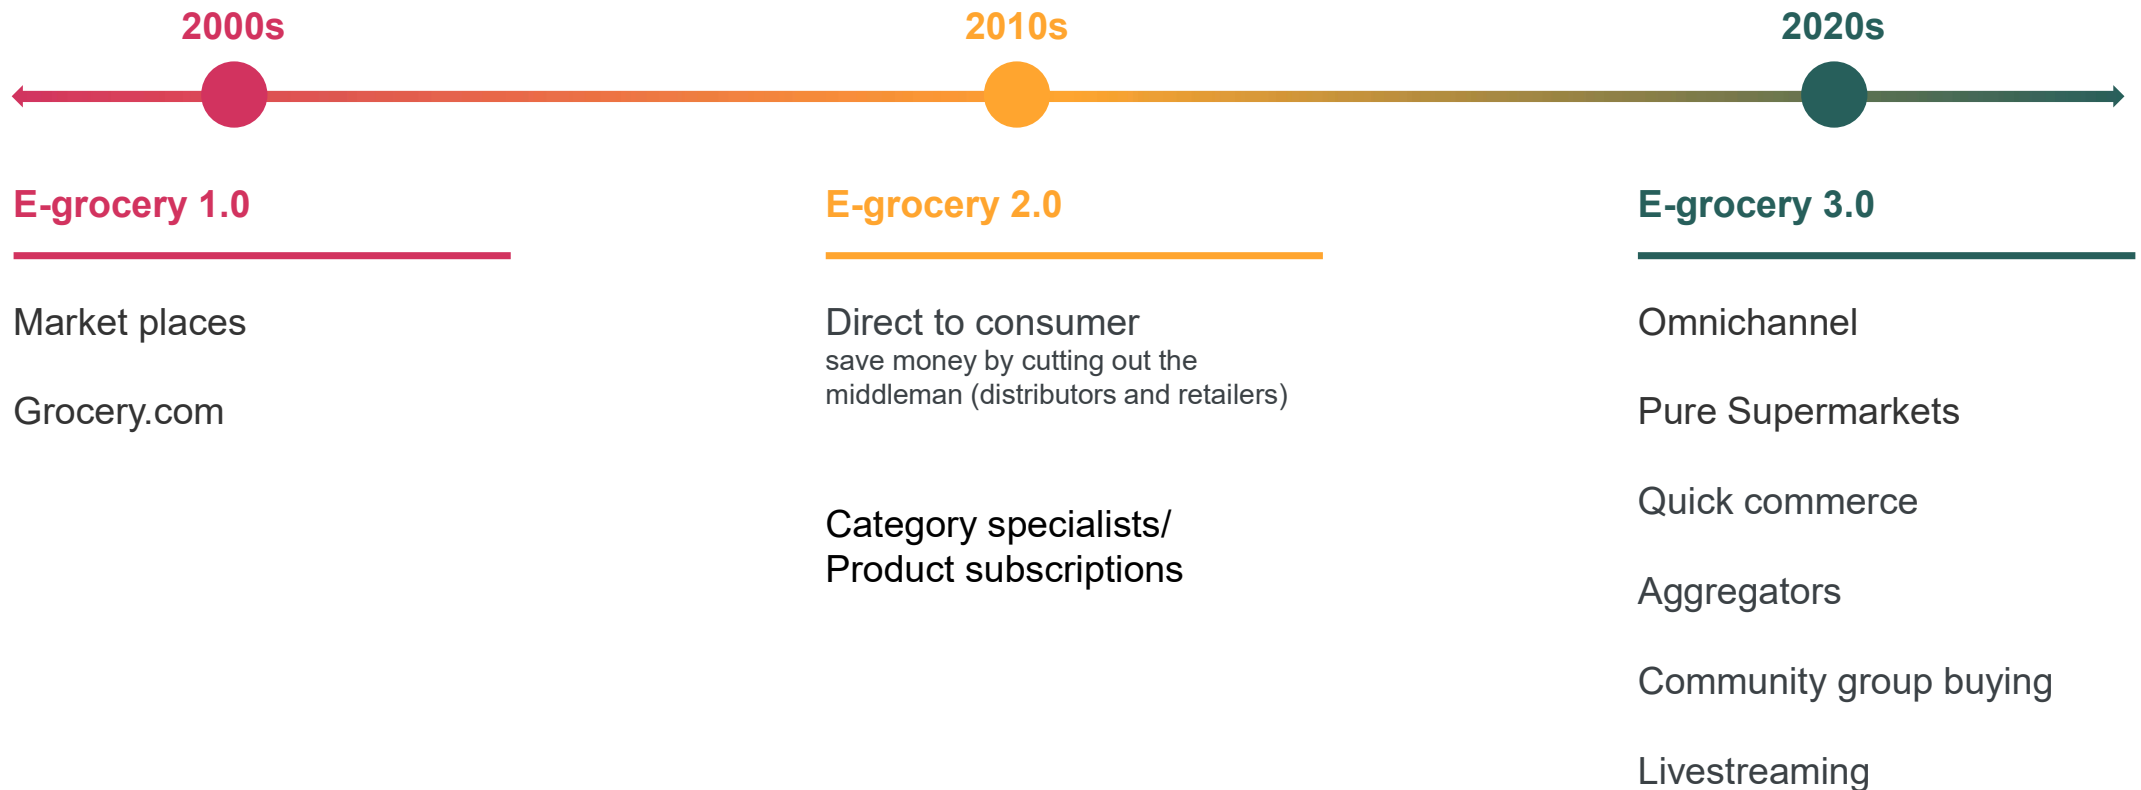 2000s
2010s
2020s
E-grocery 1.0
Market places
Grocery.com
E-grocery 2.0
Direct to consumer
save money by cutting out the
middleman (distributors and retailers)
Category specialists/
Product subscriptions
E-grocery 3.0
Omnichannel
Pure Supermarkets
Quick commerce
Aggregators
Community group buying
Livestreaming